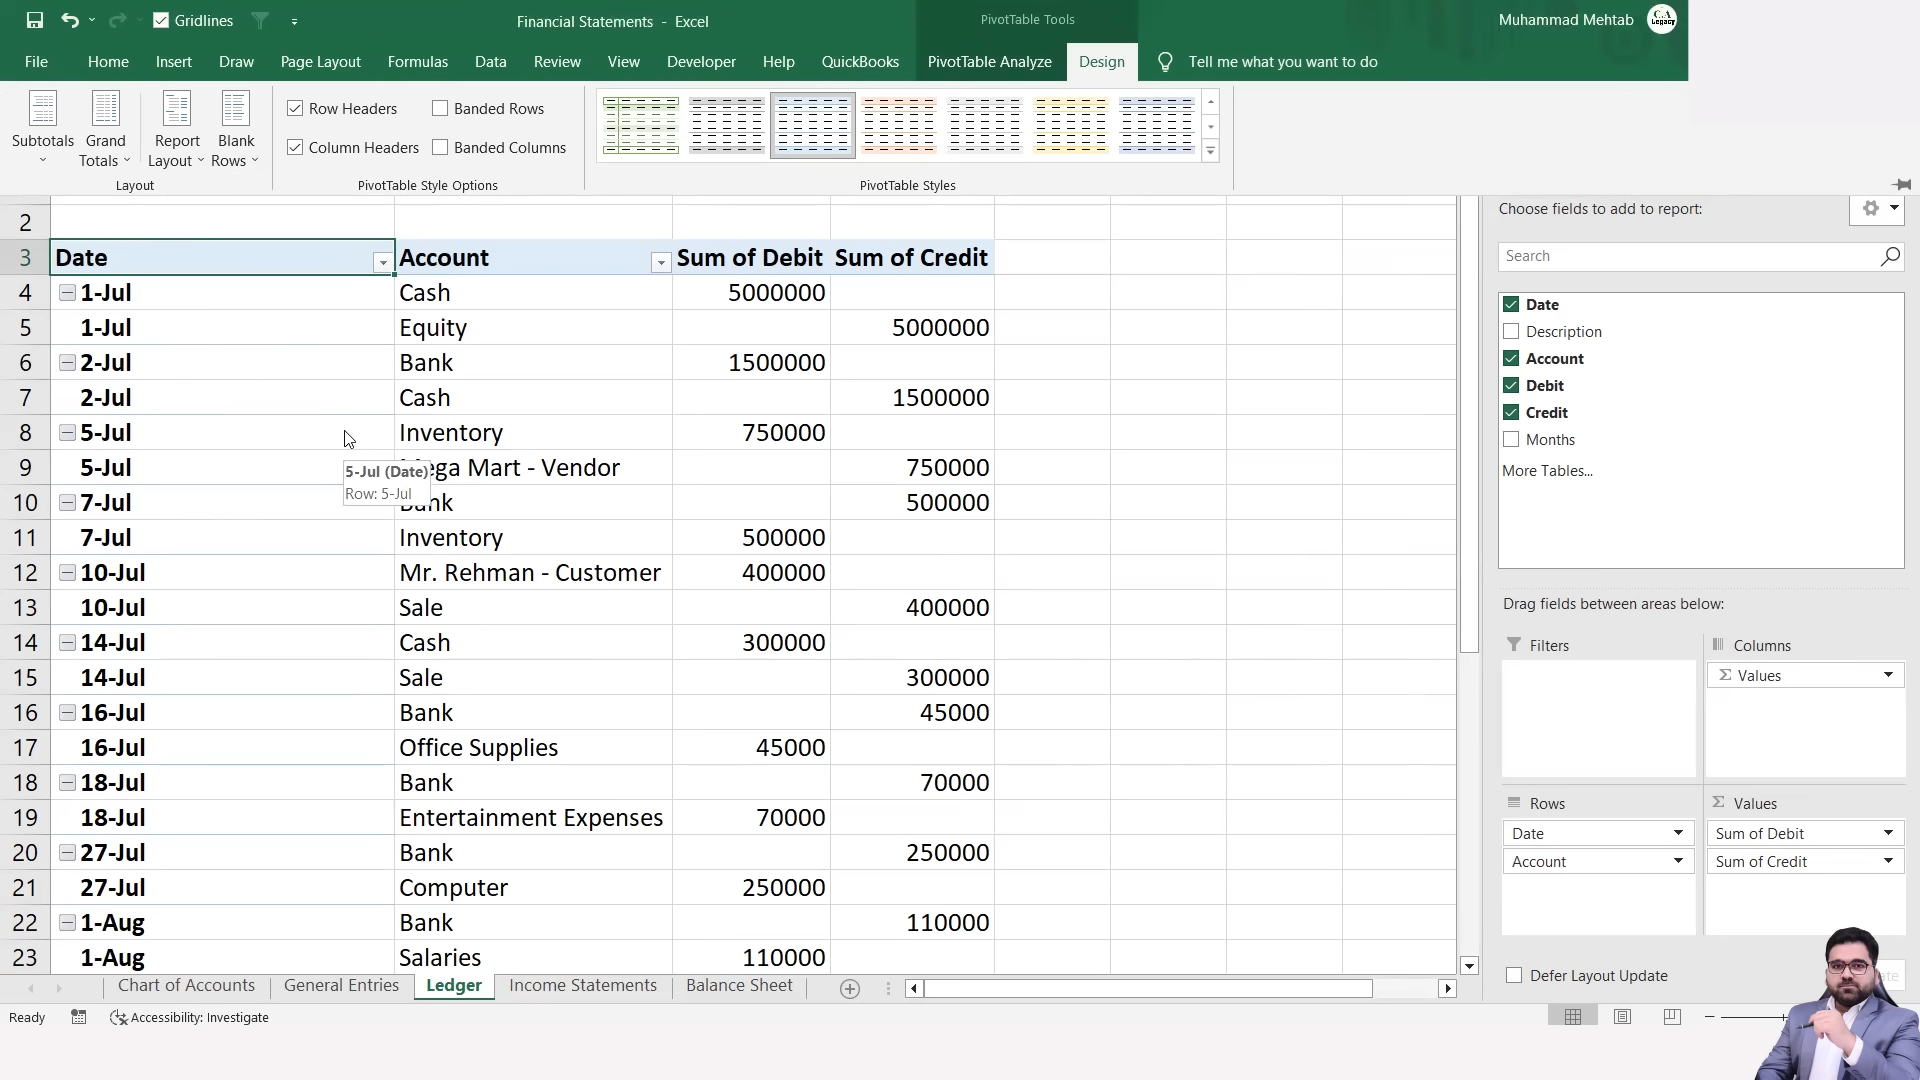 Gridlines
Financial Statements - Excel
PivotTable Tools
Muhammad Mehtab
C.A
Legacy
File Home Insert Draw Page Layout Formulas Data Review View Developer Help QuickBooks PivotTable Analyze Design Tell me what you want to do
Subtotals
Grand Totals
Report Layout
Blank Rows
Row Headers Banded Rows
Column Headers Banded Columns
Layout PivotTable Style Options PivotTable Styles
Choose fields to add to report:
2
3 Date Account Sum of Debit Sum of Credit
4 1-Jul Cash 5000000
5 1-Jul Equity 5000000
6 2-Jul Bank 1500000
7 2-Jul Cash 1500000
8 5-Jul Inventory 750000
9 5-Jul ega Mart - Vendor 750000
5-Jul (Date)
Row: 5-Jul
10 7-Jul Bank 500000
11 7-Jul Inventory 500000
12 10-Jul Mr. Rehman - Customer 400000
13 10-Jul Sale 400000
14 14-Jul Cash 300000
15 14-Jul Sale 300000
16 16-Jul Bank 45000
17 16-Jul Office Supplies 45000
18 18-Jul Bank 70000
19 18-Jul Entertainment Expenses 70000
20 27-Jul Bank 250000
21 27-Jul Computer 250000
22 1-Aug Bank 110000
23 1-Aug Salaries 110000
Search
Date
Description
Account
Debit
Credit
Months
More Tables...
Drag fields between areas below:
Filters Columns
Σ Values
Rows Σ Values
Date Sum of Debit
Account Sum of Credit
Defer Layout Update
Chart of Accounts General Entries Ledger Income Statements Balance Sheet
Ready Accessibility: Investigate